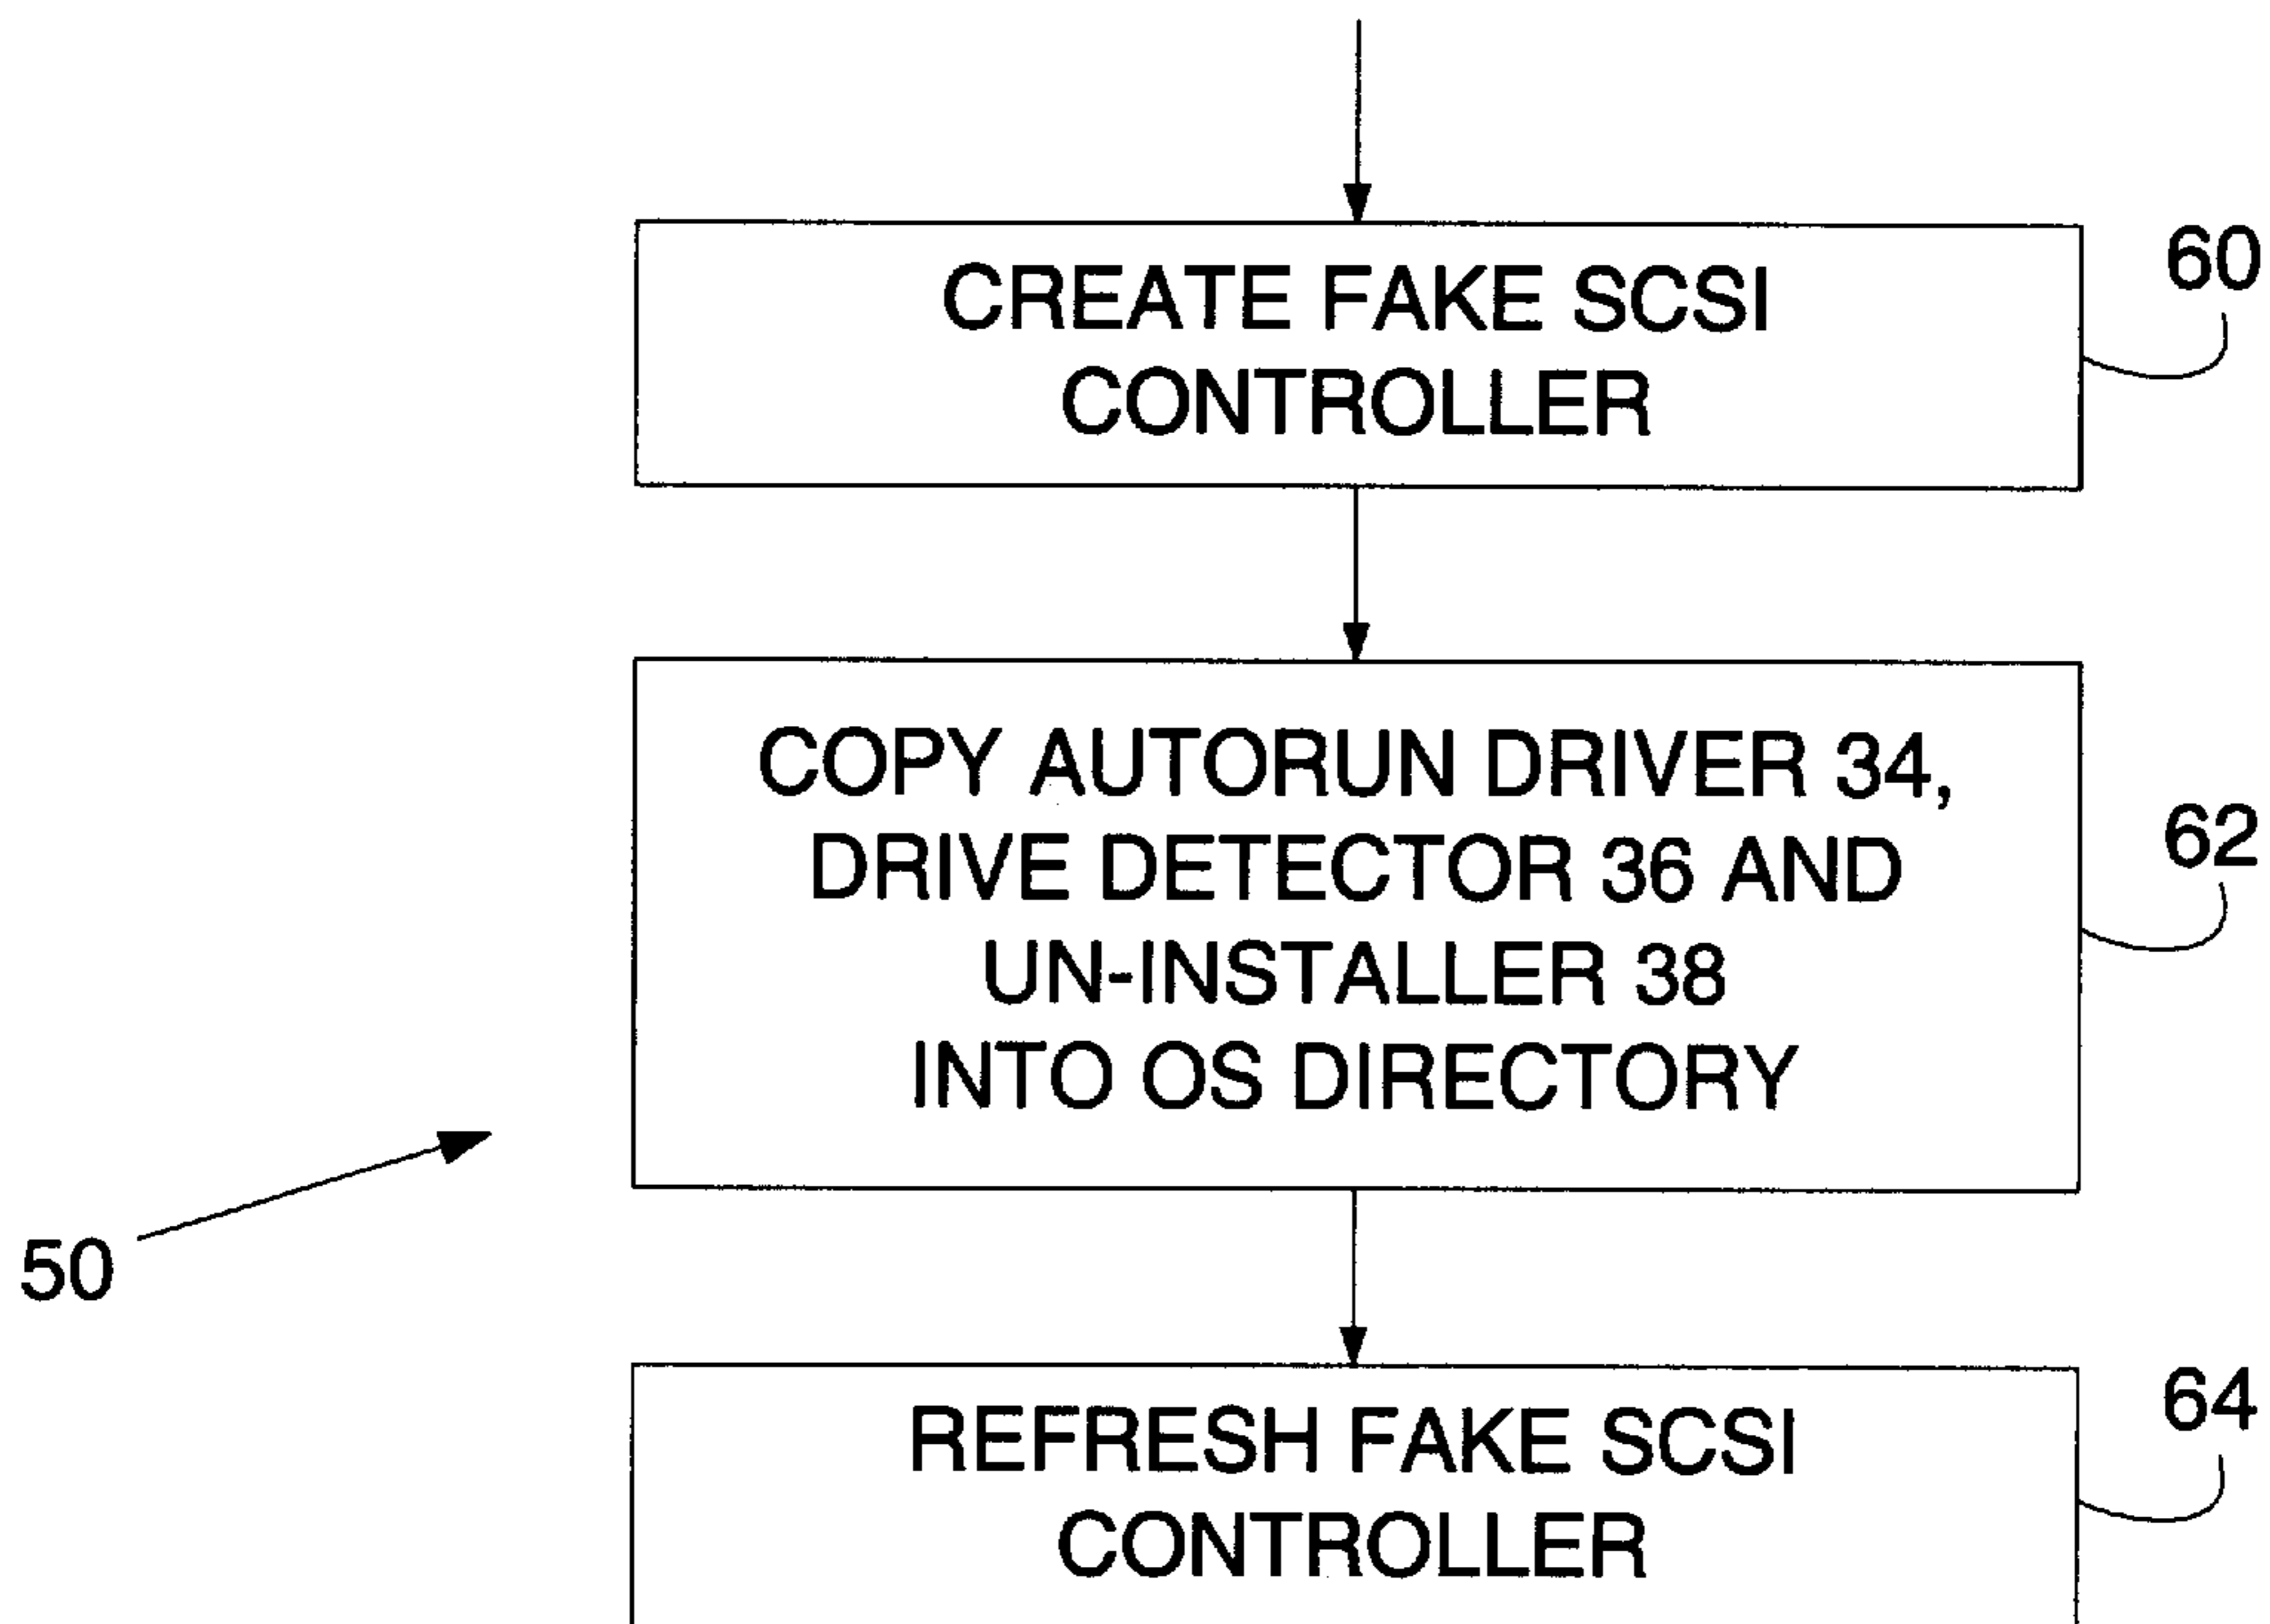 CREATE FAKE SCSI
CONTROLLER
60
COPY AUTORUN DRIVER 34,
DRIVE DETECTOR 36 AND
UN-INSTALLER 38
INTO OS DIRECTORY
62
50
REFRESH FAKE SCSI
CONTROLLER
64